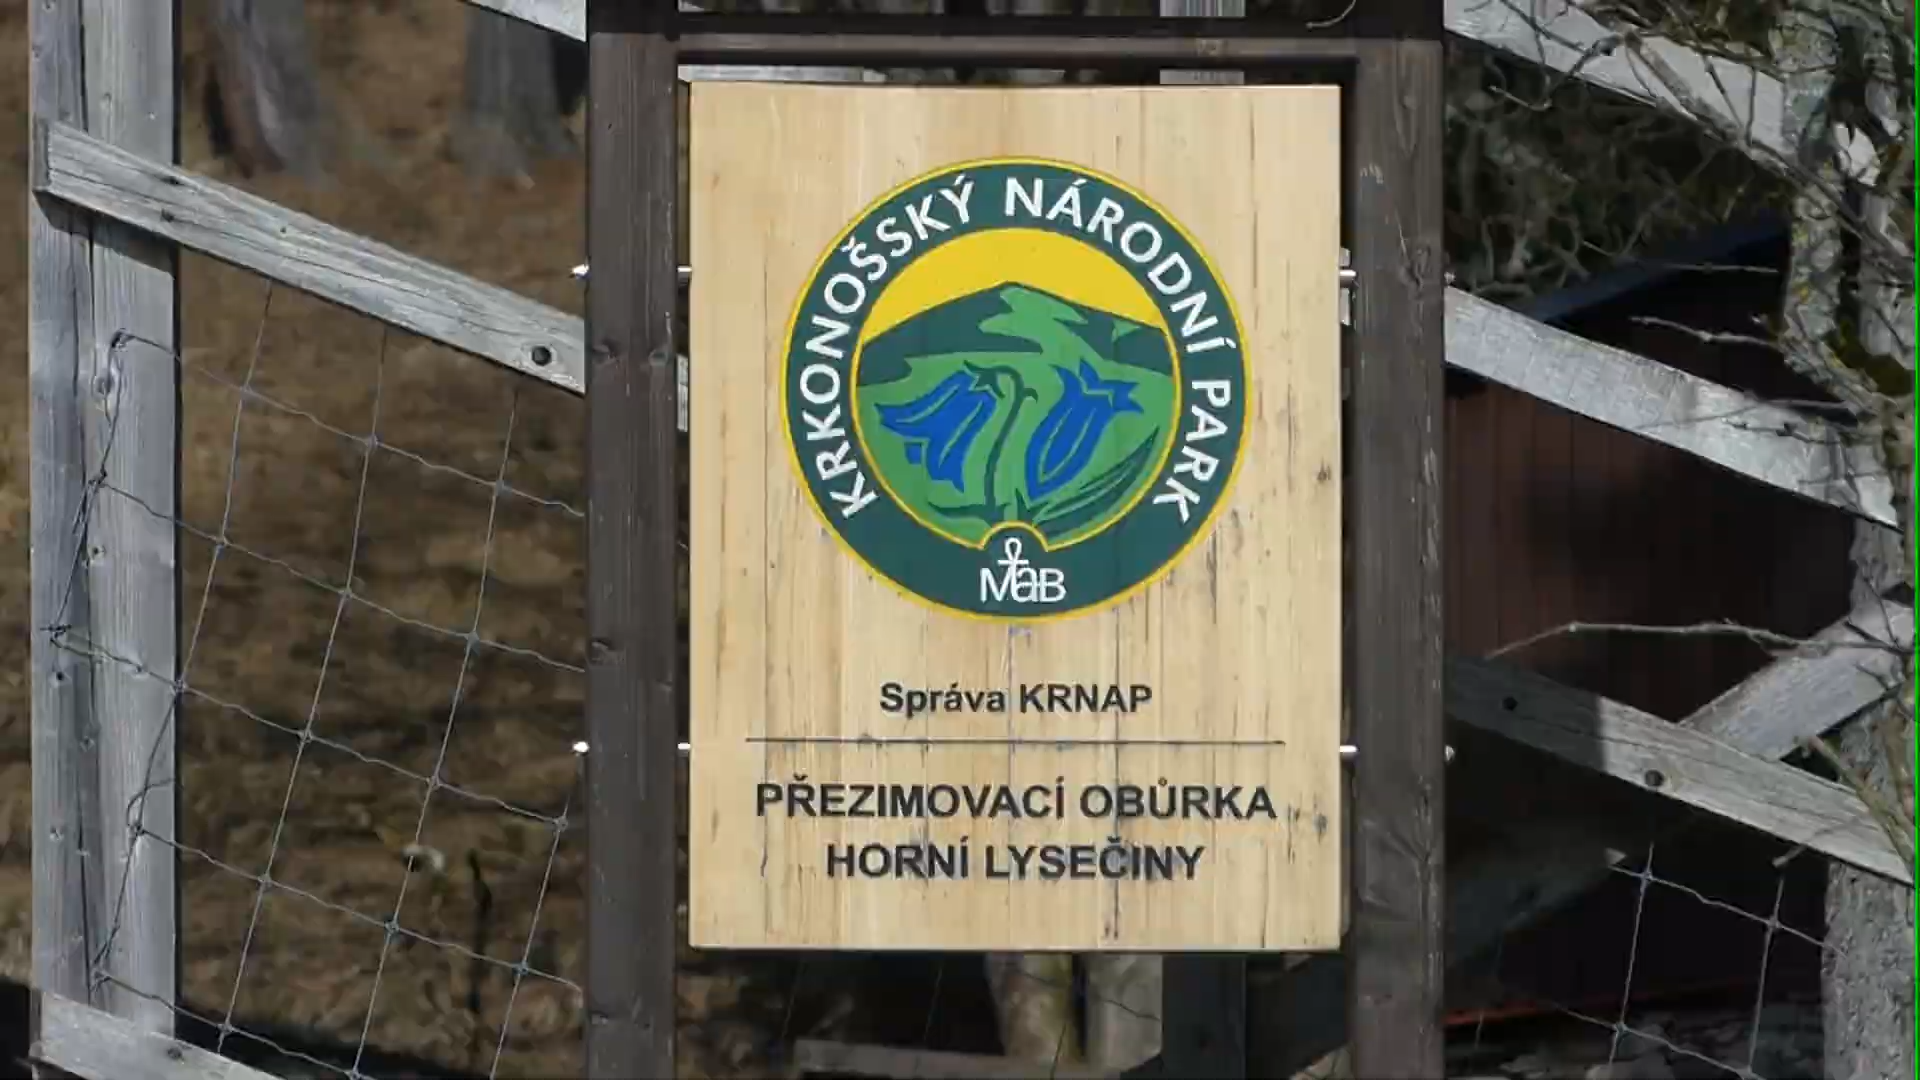 KRKONOŠSKÝ NÁRODNÍ PARK
MaB
Správa KRNAP
PŘEZIMOVACÍ OBŮRKA
HORNÍ LYSEČINY